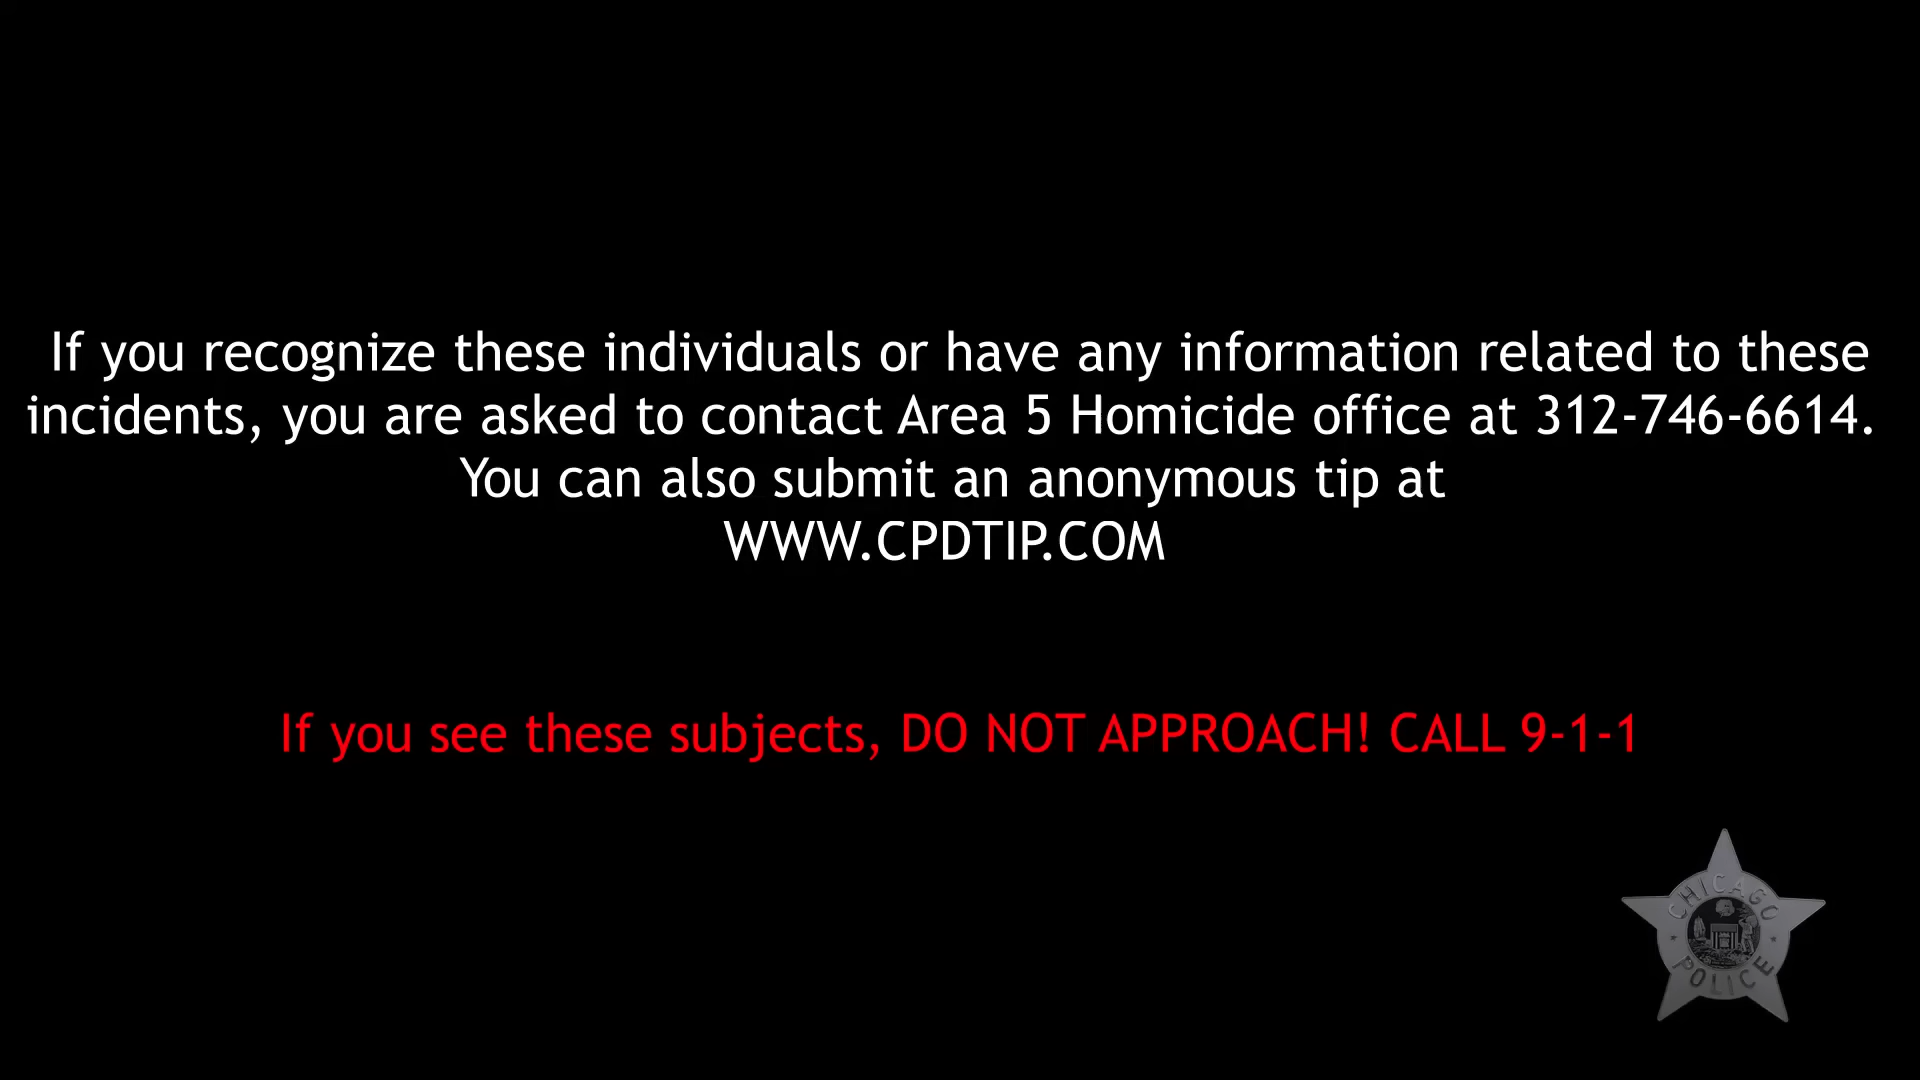 If you recognize these individuals or have any information related to these
incidents, you are asked to contact Area 5 Homicide office at 312-746-6614.
You can also submit an anonymous tip at
WWW.CPDTIP.COM
If you see these subjects, DO NOT APPROACH! CALL 9-1-1
CHICAGO
POLICE